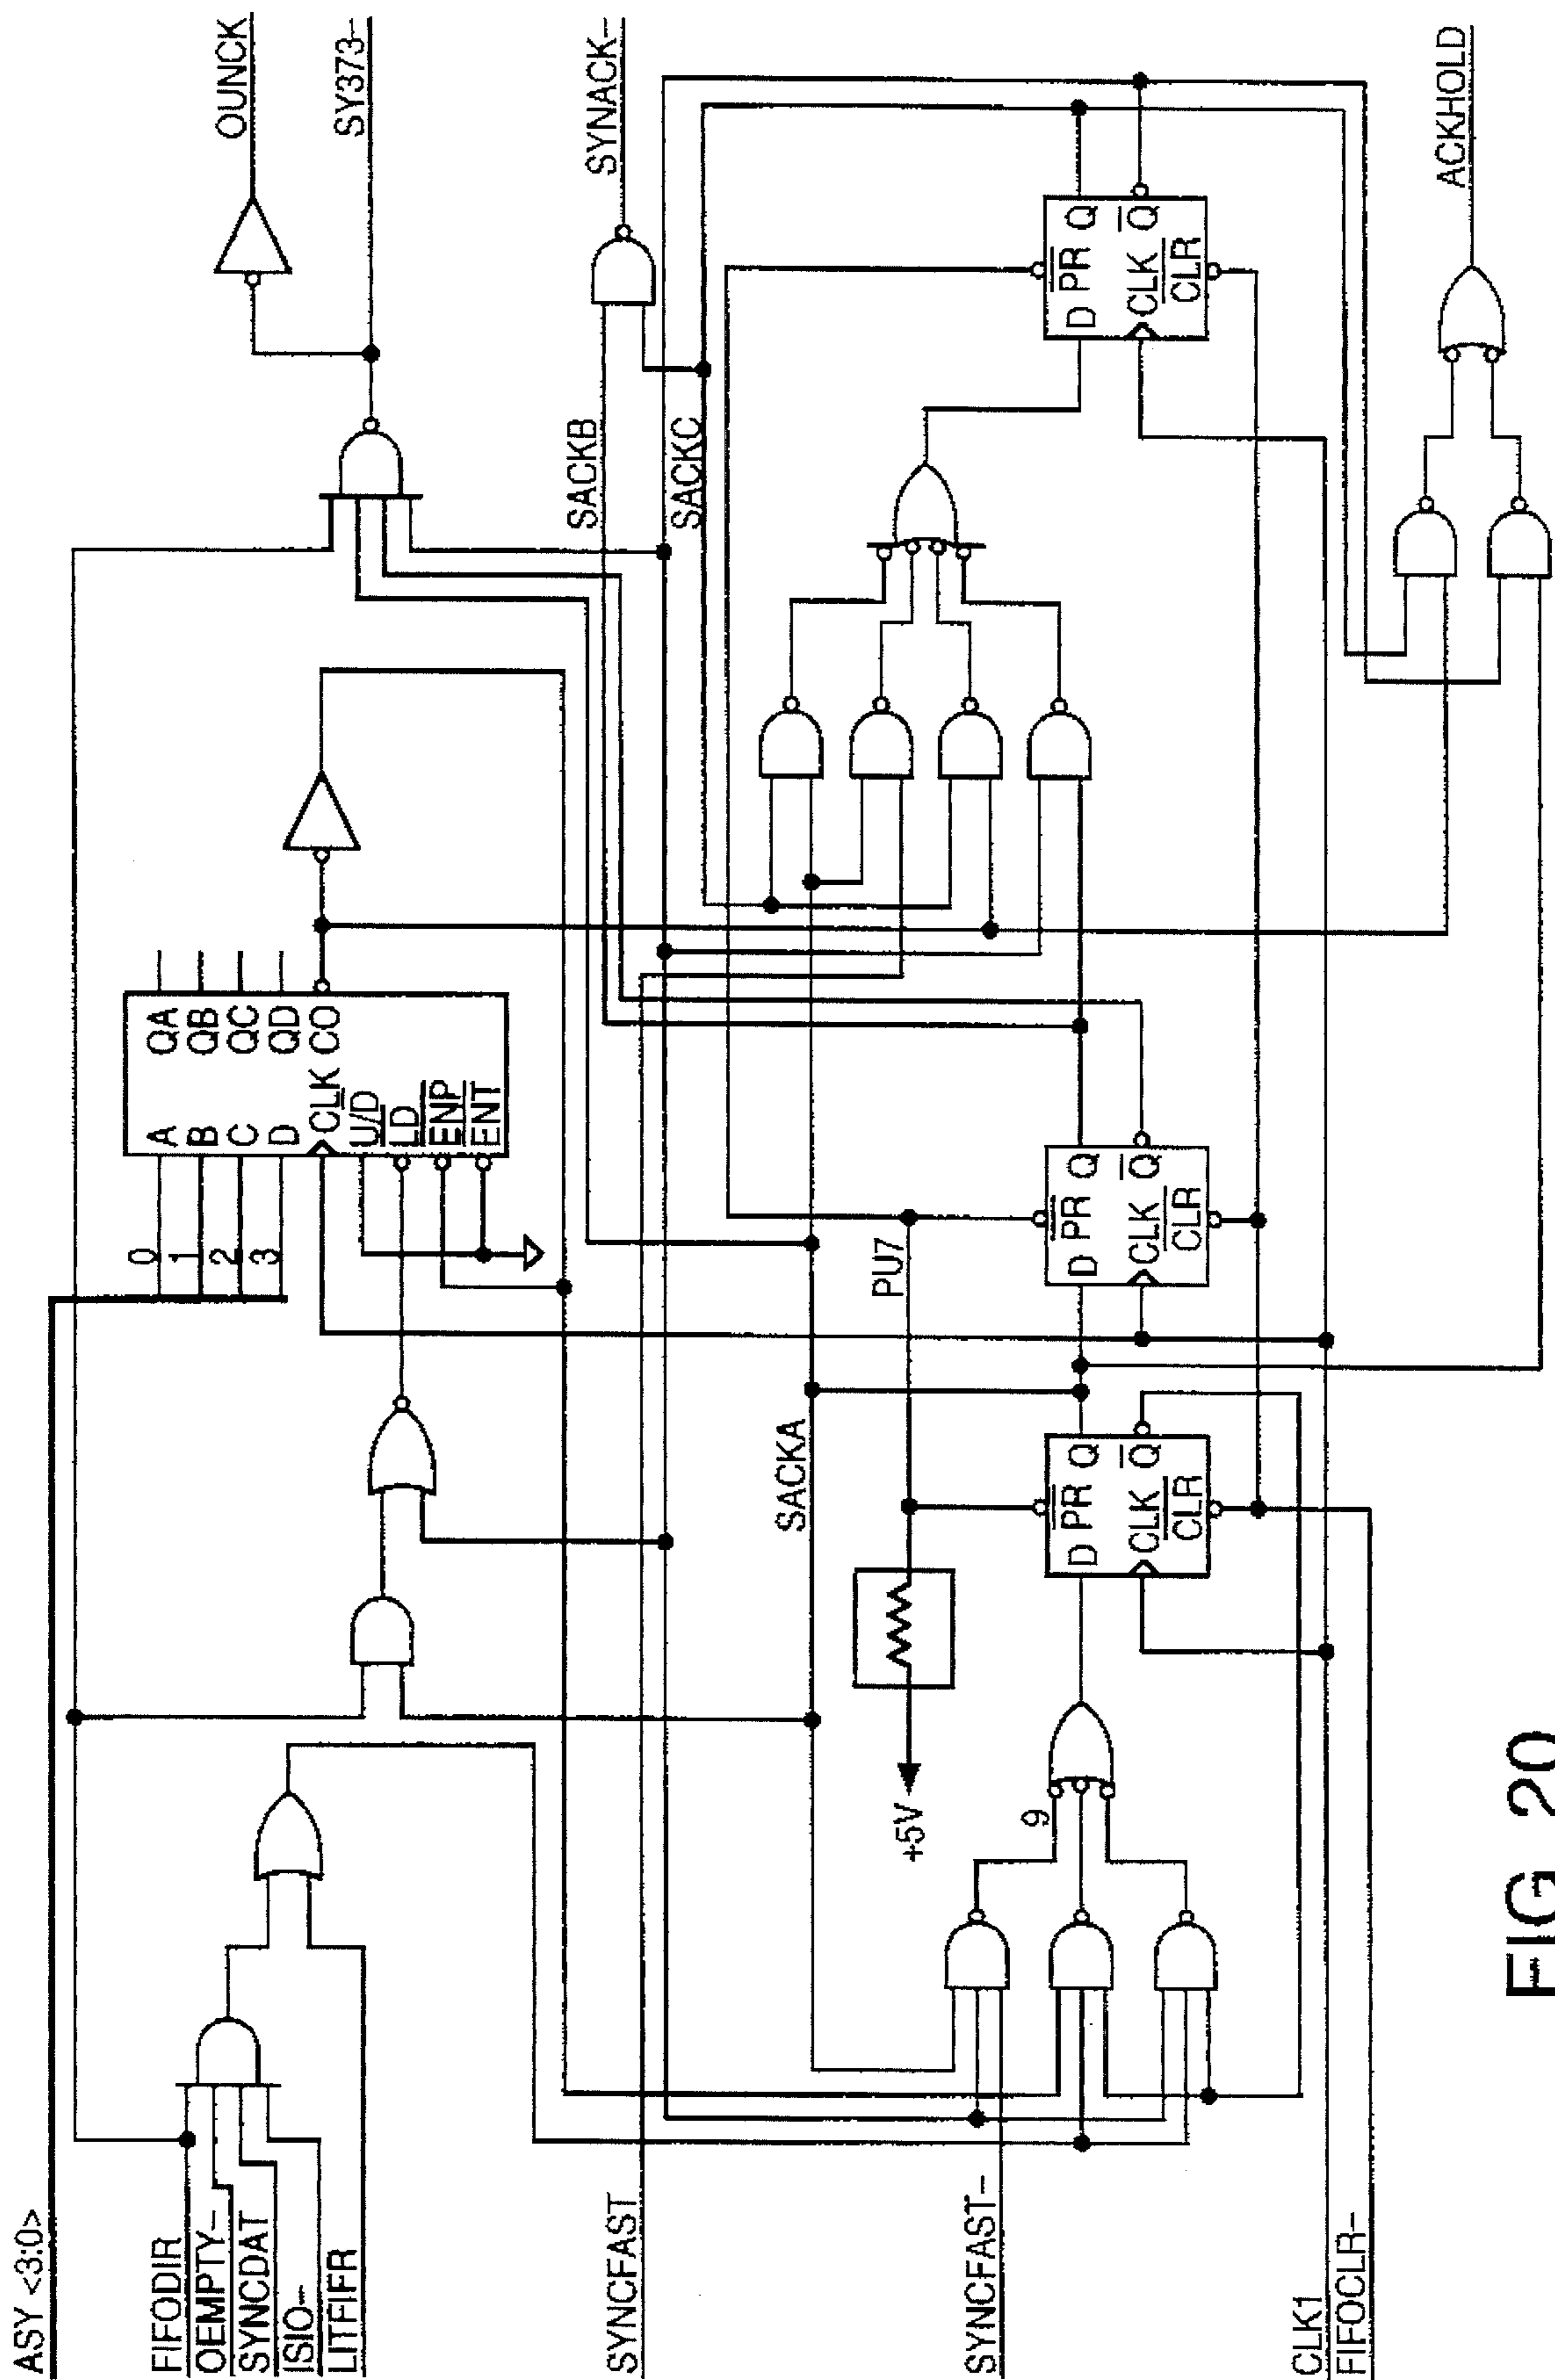 ASY <3:0>
FIFODIR
OEMPTY–
SYNCDAT
ISIO–
LITFIFR
SYNCFAST
SYNCFAST–
CLK1
FIFOCLR–
0
1
2
3
A QA
B QB
C QC
D QD
CLK CO
U/D
LD
ENP
ENT
OUNCK
SY373–
SACKB
SACKC
SYNACK–
SACKA
PU7
+5V
9
D PR Q
CLK Q
CLR
D PR Q
CLK Q
CLR
D PR Q
CLK Q
CLR
ACKHOLD
FIG 20